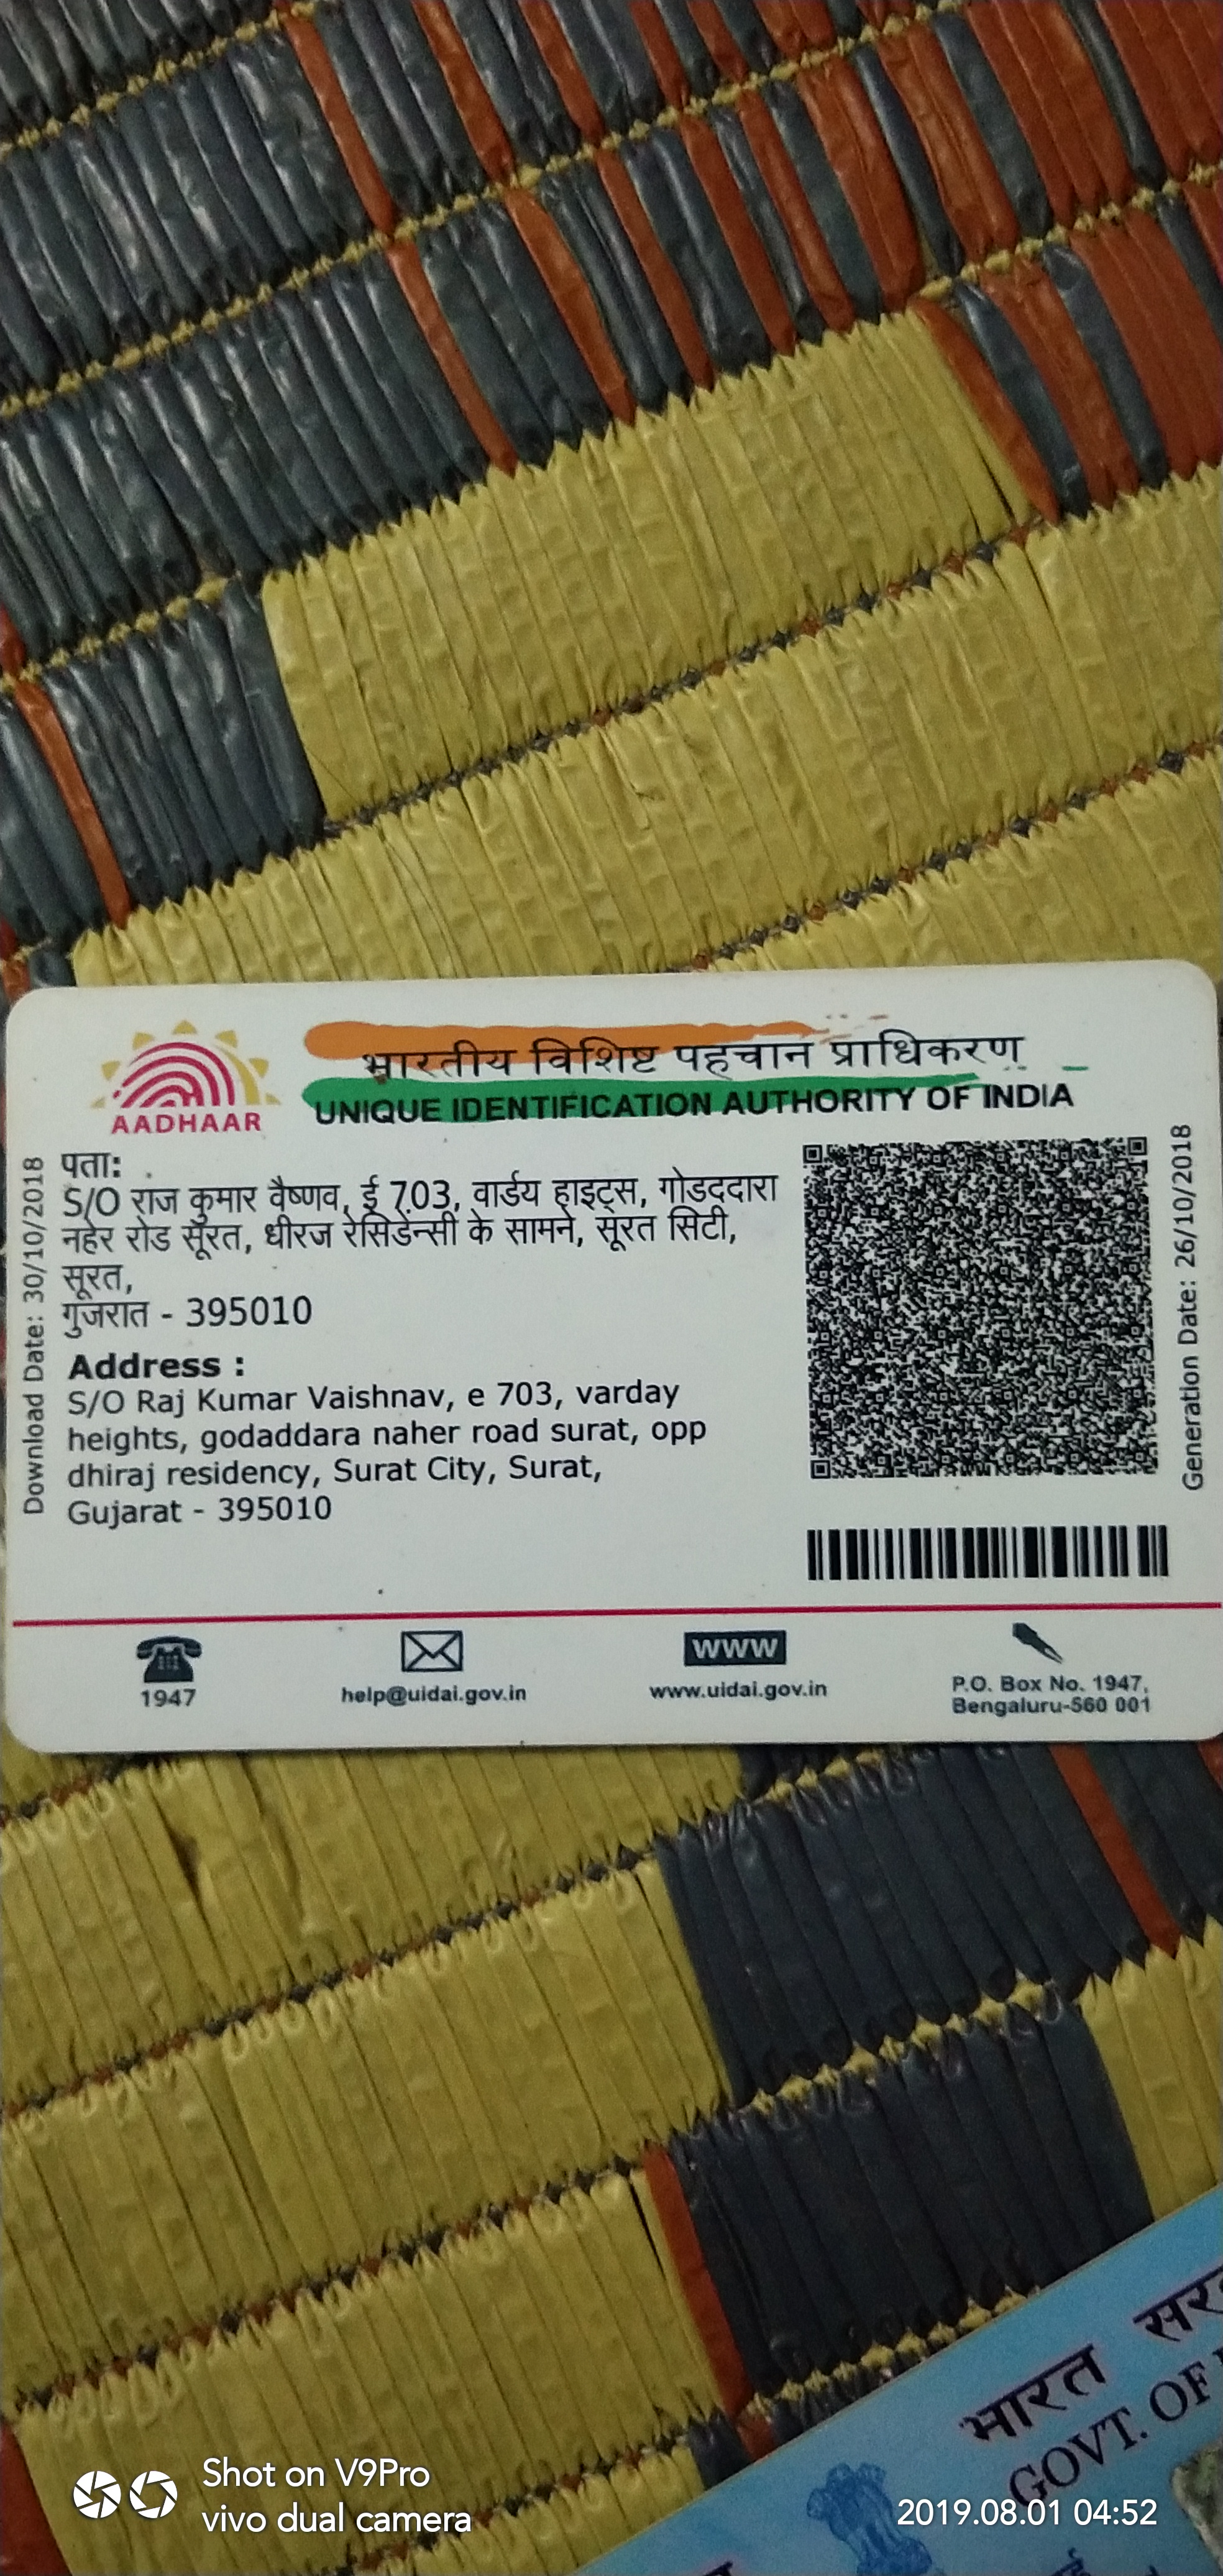 भारतीय विशिष्ट पहचान प्राधिकरण
UNIQUE IDENTIFICATION AUTHORITY OF INDIA
AADHAAR
Download Date: 30/10/2018
पता:
S/O राज कुमार वैष्णव, ई 703, वार्डय हाइट्स, गोडददारा
नहेर रोड सूरत, धीरज रेसिडेन्सी के सामने, सूरत सिटी,
सूरत,
गुजरात - 395010
Address :
S/O Raj Kumar Vaishnav, e 703, varday
heights, godaddara naher road surat, opp
dhiraj residency, Surat City, Surat,
Gujarat - 395010
Generation Date: 26/10/2018
1947
help@uidai.gov.in
www
www.uidai.gov.in
P.O. Box No. 1947,
Bengaluru-560 001
भारत
GOVT. OF
Shot on V9Pro
vivo dual camera
2019.08.01 04:52